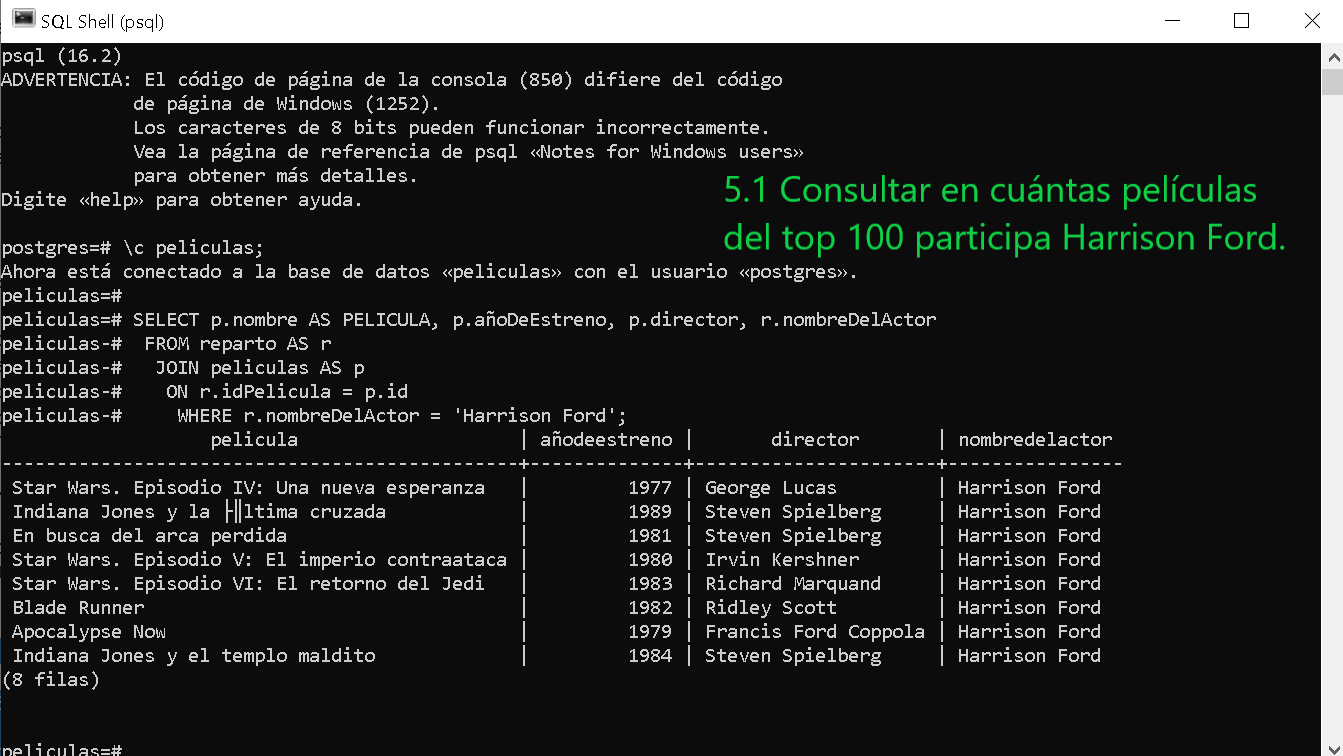 SQL Shell (psql)
psql (16.2)
ADVERTENCIA: El código de página de la consola (850) difiere del código
de página de Windows (1252).
Los caracteres de 8 bits pueden funcionar incorrectamente.
Vea la página de referencia de psql «Notes for Windows users»
para obtener más detalles.
Digite «help» para obtener ayuda.
5.1 Consultar en cuántas películas
del top 100 participa Harrison Ford.
postgres=# \c peliculas;
Ahora está conectado a la base de datos «peliculas» con el usuario «postgres».
peliculas=#
peliculas=# SELECT p.nombre AS PELICULA, p.añoDeEstreno, p.director, r.nombreDelActor
peliculas-#  FROM reparto AS r
peliculas-#   JOIN peliculas AS p
peliculas-#    ON r.idPelicula = p.id
peliculas-#     WHERE r.nombreDelActor = 'Harrison Ford';
pelicula | añodeestreno | director | nombredelactor
-----------------------------------------------+--------------+----------------------+----------------
Star Wars. Episodio IV: Una nueva esperanza | 1977 | George Lucas | Harrison Ford
Indiana Jones y la ├║ltima cruzada | 1989 | Steven Spielberg | Harrison Ford
En busca del arca perdida | 1981 | Steven Spielberg | Harrison Ford
Star Wars. Episodio V: El imperio contraataca | 1980 | Irvin Kershner | Harrison Ford
Star Wars. Episodio VI: El retorno del Jedi | 1983 | Richard Marquand | Harrison Ford
Blade Runner | 1982 | Ridley Scott | Harrison Ford
Apocalypse Now | 1979 | Francis Ford Coppola | Harrison Ford
Indiana Jones y el templo maldito | 1984 | Steven Spielberg | Harrison Ford
(8 filas)
peliculas=#